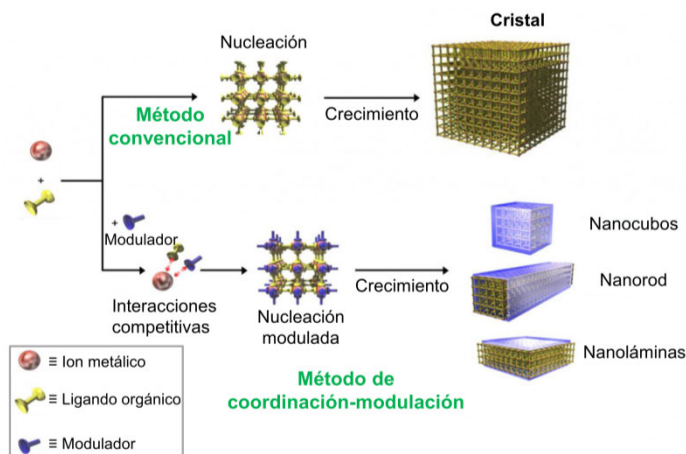 Cristal
Nucleación
Método
convencional
Crecimiento
+
+
Modulador
Interacciones
competitivas
Nucleación
modulada
Crecimiento
Nanocubos
Nanorod
Nanoláminas
Método de
coordinación-modulación
≡ Ion metálico
≡ Ligando orgánico
≡ Modulador